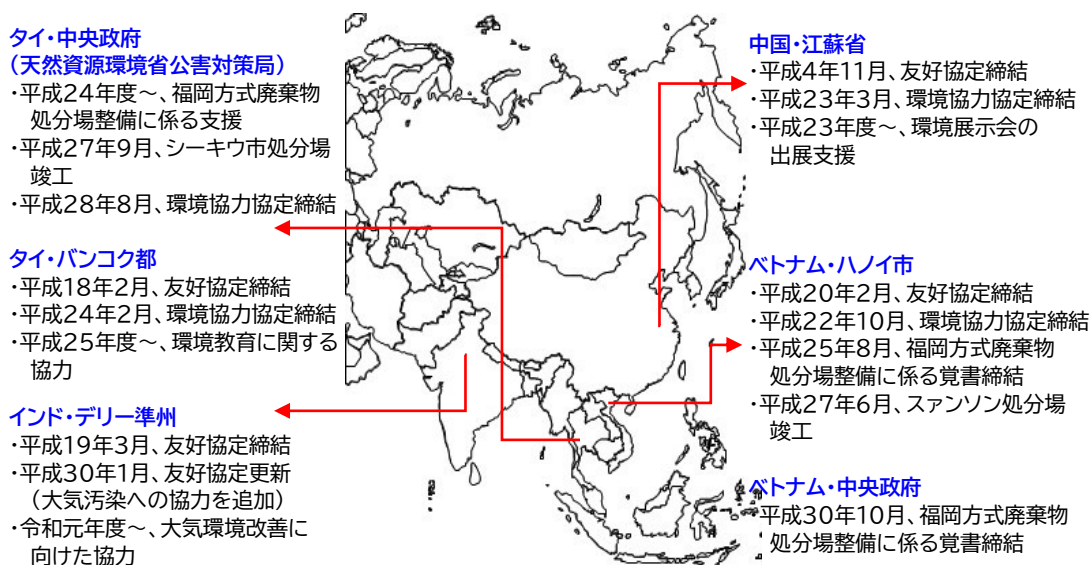 タイ・中央政府
(天然資源環境省公害対策局)
・平成24年度～、福岡方式廃棄物
処分場整備に係る支援
・平成27年9月、シーキウ市処分場
竣工
・平成28年8月、環境協力協定締結
タイ・バンコク都
・平成18年2月、友好協定締結
・平成24年2月、環境協力協定締結
・平成25年度～、環境教育に関する
協力
インド・デリー準州
・平成19年3月、友好協定締結
・平成30年1月、友好協定更新
(大気汚染への協力を追加)
・令和元年度～、大気環境改善に
向けた協力
中国・江蘇省
・平成4年11月、友好協定締結
・平成23年3月、環境協力協定締結
・平成23年度～、環境展示会の
出展支援
ベトナム・ハノイ市
・平成20年2月、友好協定締結
・平成22年10月、環境協力協定締結
・平成25年8月、福岡方式廃棄物
処分場整備に係る覚書締結
・平成27年6月、スァンソン処分場
竣工
ベトナム・中央政府
・平成30年10月、福岡方式廃棄物
処分場整備に係る覚書締結